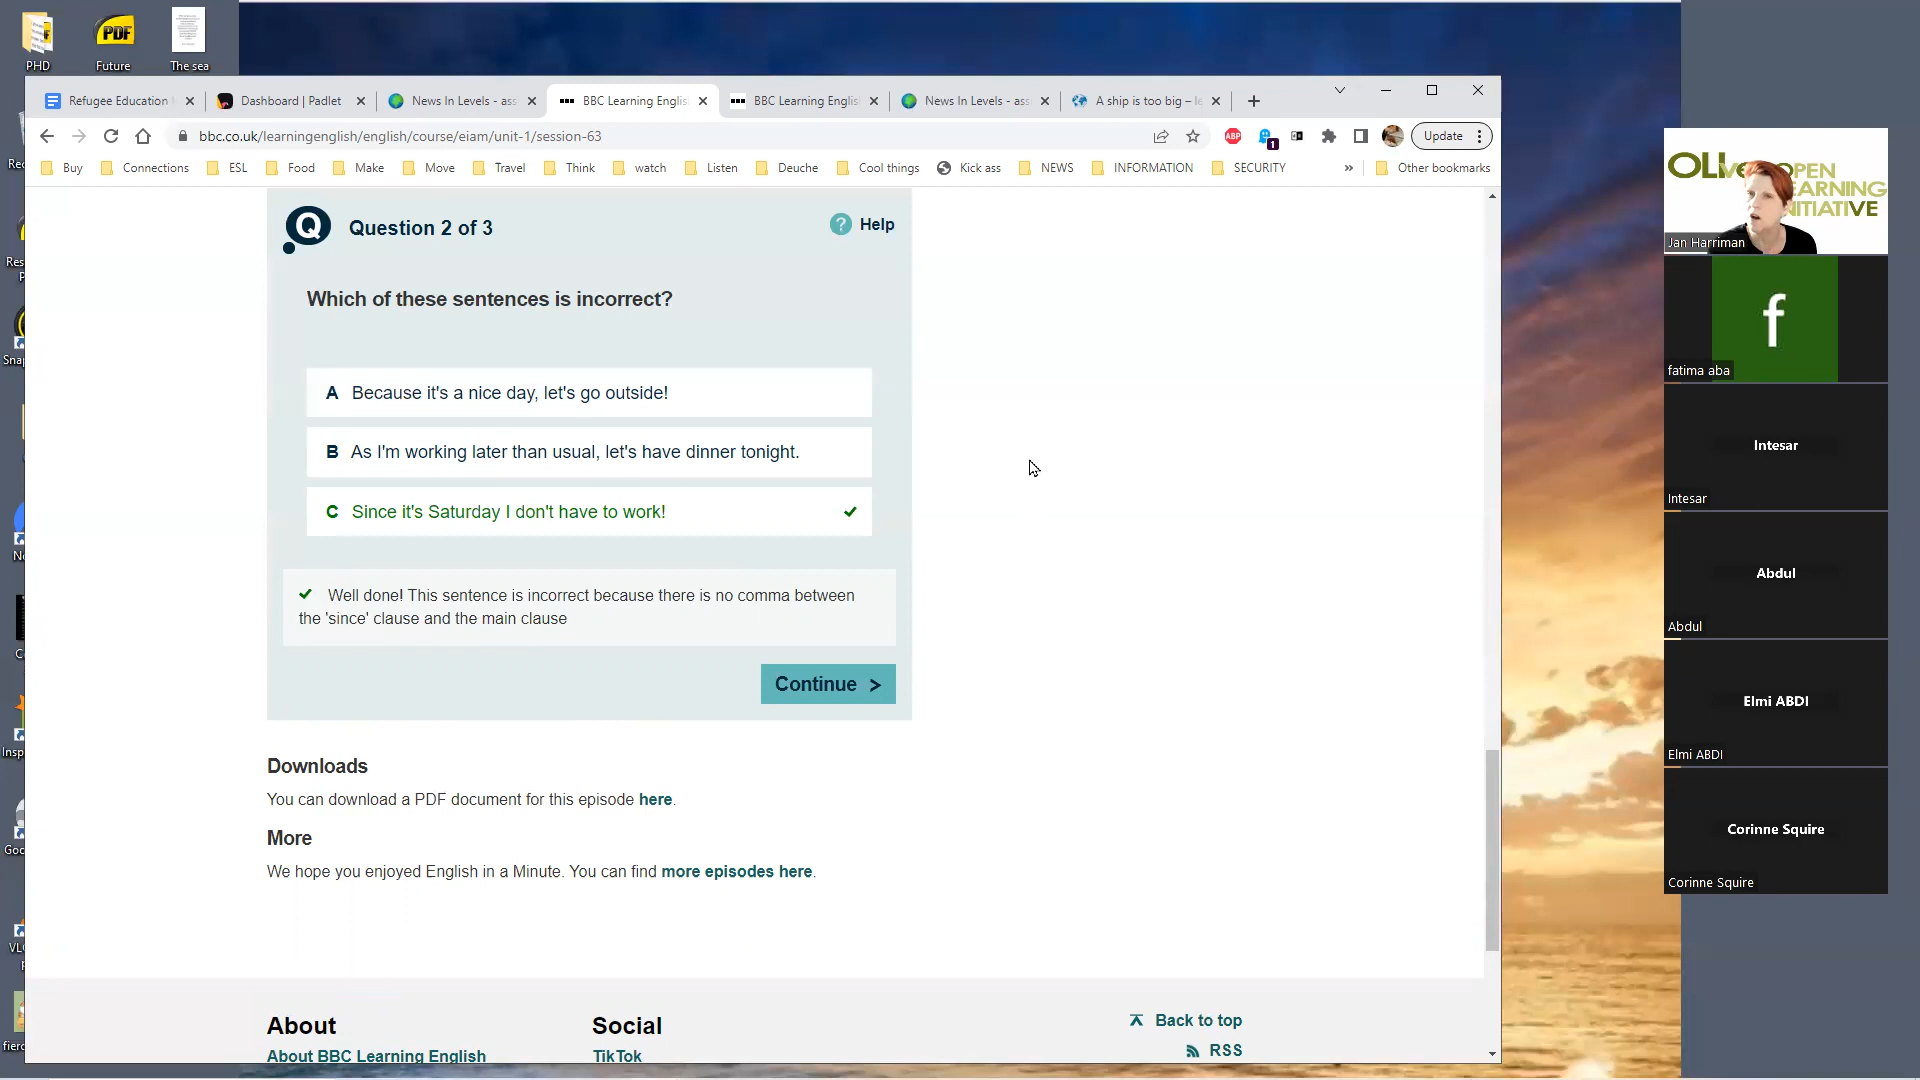 PHD
Future
The sea
Refugee Education
Dashboard | Padlet
News In Levels - ass
BBC Learning Englis
BBC Learning Englis
News In Levels - ass
A ship is too big – le
bbc.co.uk/learningenglish/english/course/eiam/unit-1/session-63
Update
Buy
Connections
ESL
Food
Make
Move
Travel
Think
watch
Listen
Deuche
Cool things
Kick ass
NEWS
INFORMATION
SECURITY
Other bookmarks
Q
Question 2 of 3
? Help
Which of these sentences is incorrect?
A Because it's a nice day, let's go outside!
B As I'm working later than usual, let's have dinner tonight.
C Since it's Saturday I don't have to work!
Well done! This sentence is incorrect because there is no comma between
the 'since' clause and the main clause
Continue >
Downloads
You can download a PDF document for this episode here.
More
We hope you enjoyed English in a Minute. You can find more episodes here.
About
Social
Back to top
About BBC Learning English
TikTok
RSS
Jan Harriman
f
fatima aba
Intesar
Intesar
Abdul
Abdul
Elmi ABDI
Elmi ABDI
Corinne Squire
Corinne Squire